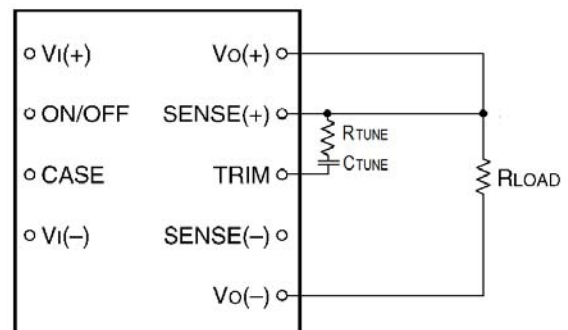 VI(+)
VO(+)
ON/OFF
SENSE(+)
RTUNE
CTUNE
CASE
TRIM
RLOAD
VI(–)
SENSE(–)
VO(–)